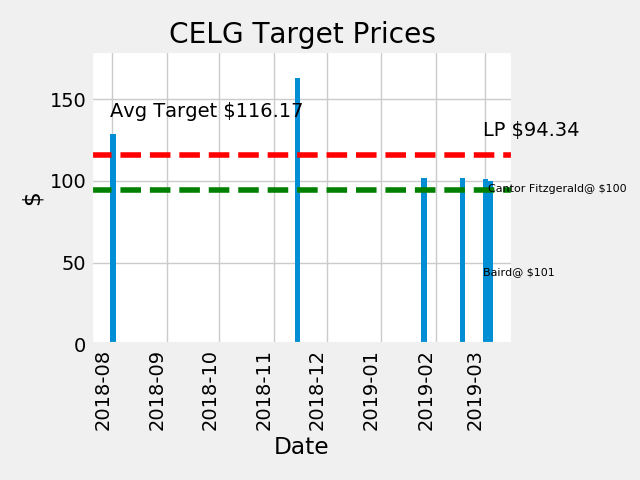 CELG Target Prices
150
Avg Target $116.17
LP $94.34
100
Cantor Fitzgerald@ $100
$
50
Baird@ $101
0
2018-08
2018-09
2018-10
2018-11
2018-12
2019-01
2019-02
2019-03
Date